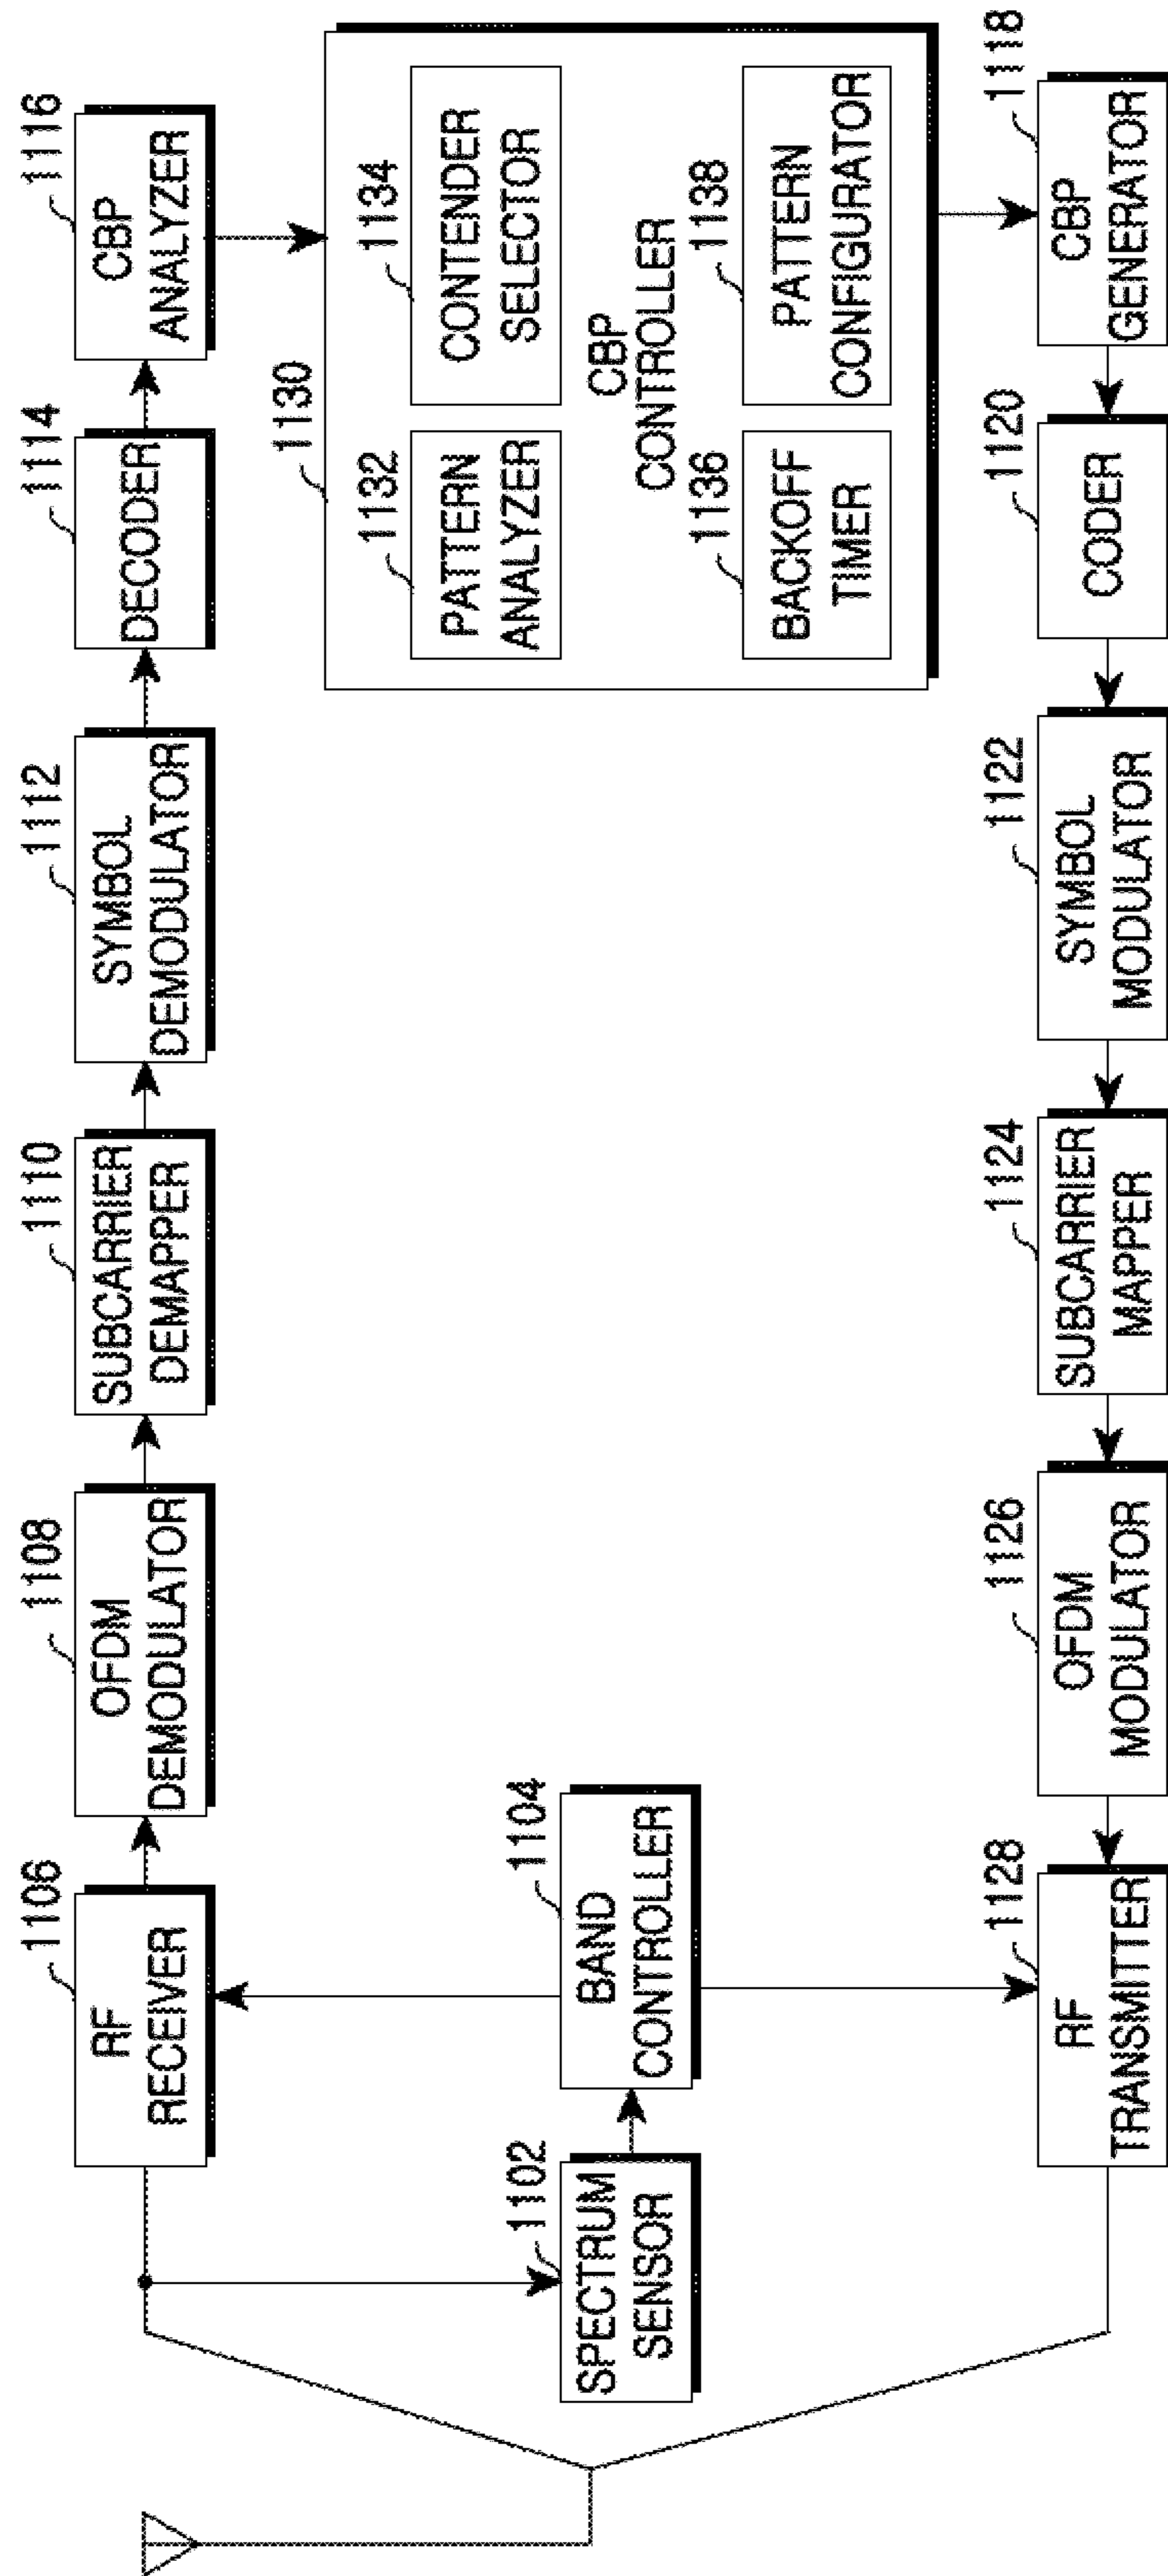 1106
RF
RECEIVER
1108
OFDM
DEMODULATOR
1110
SUBCARRIER
DEMAPPER
1112
SYMBOL
DEMODULATOR
1114
DECODER
1116
CBP
ANALYZER
1102
SPECTRUM
SENSOR
1104
BAND
CONTROLLER
1130
1132
PATTERN
ANALYZER
1134
CONTENDER
SELECTOR
CBP
CONTROLLER
1136
BACKOFF
TIMER
1138
PATTERN
CONFIGURATOR
1128
RF
TRANSMITTER
1126
OFDM
MODULATOR
1124
SUBCARRIER
MAPPER
1122
SYMBOL
MODULATOR
1120
CODER
1118
CBP
GENERATOR